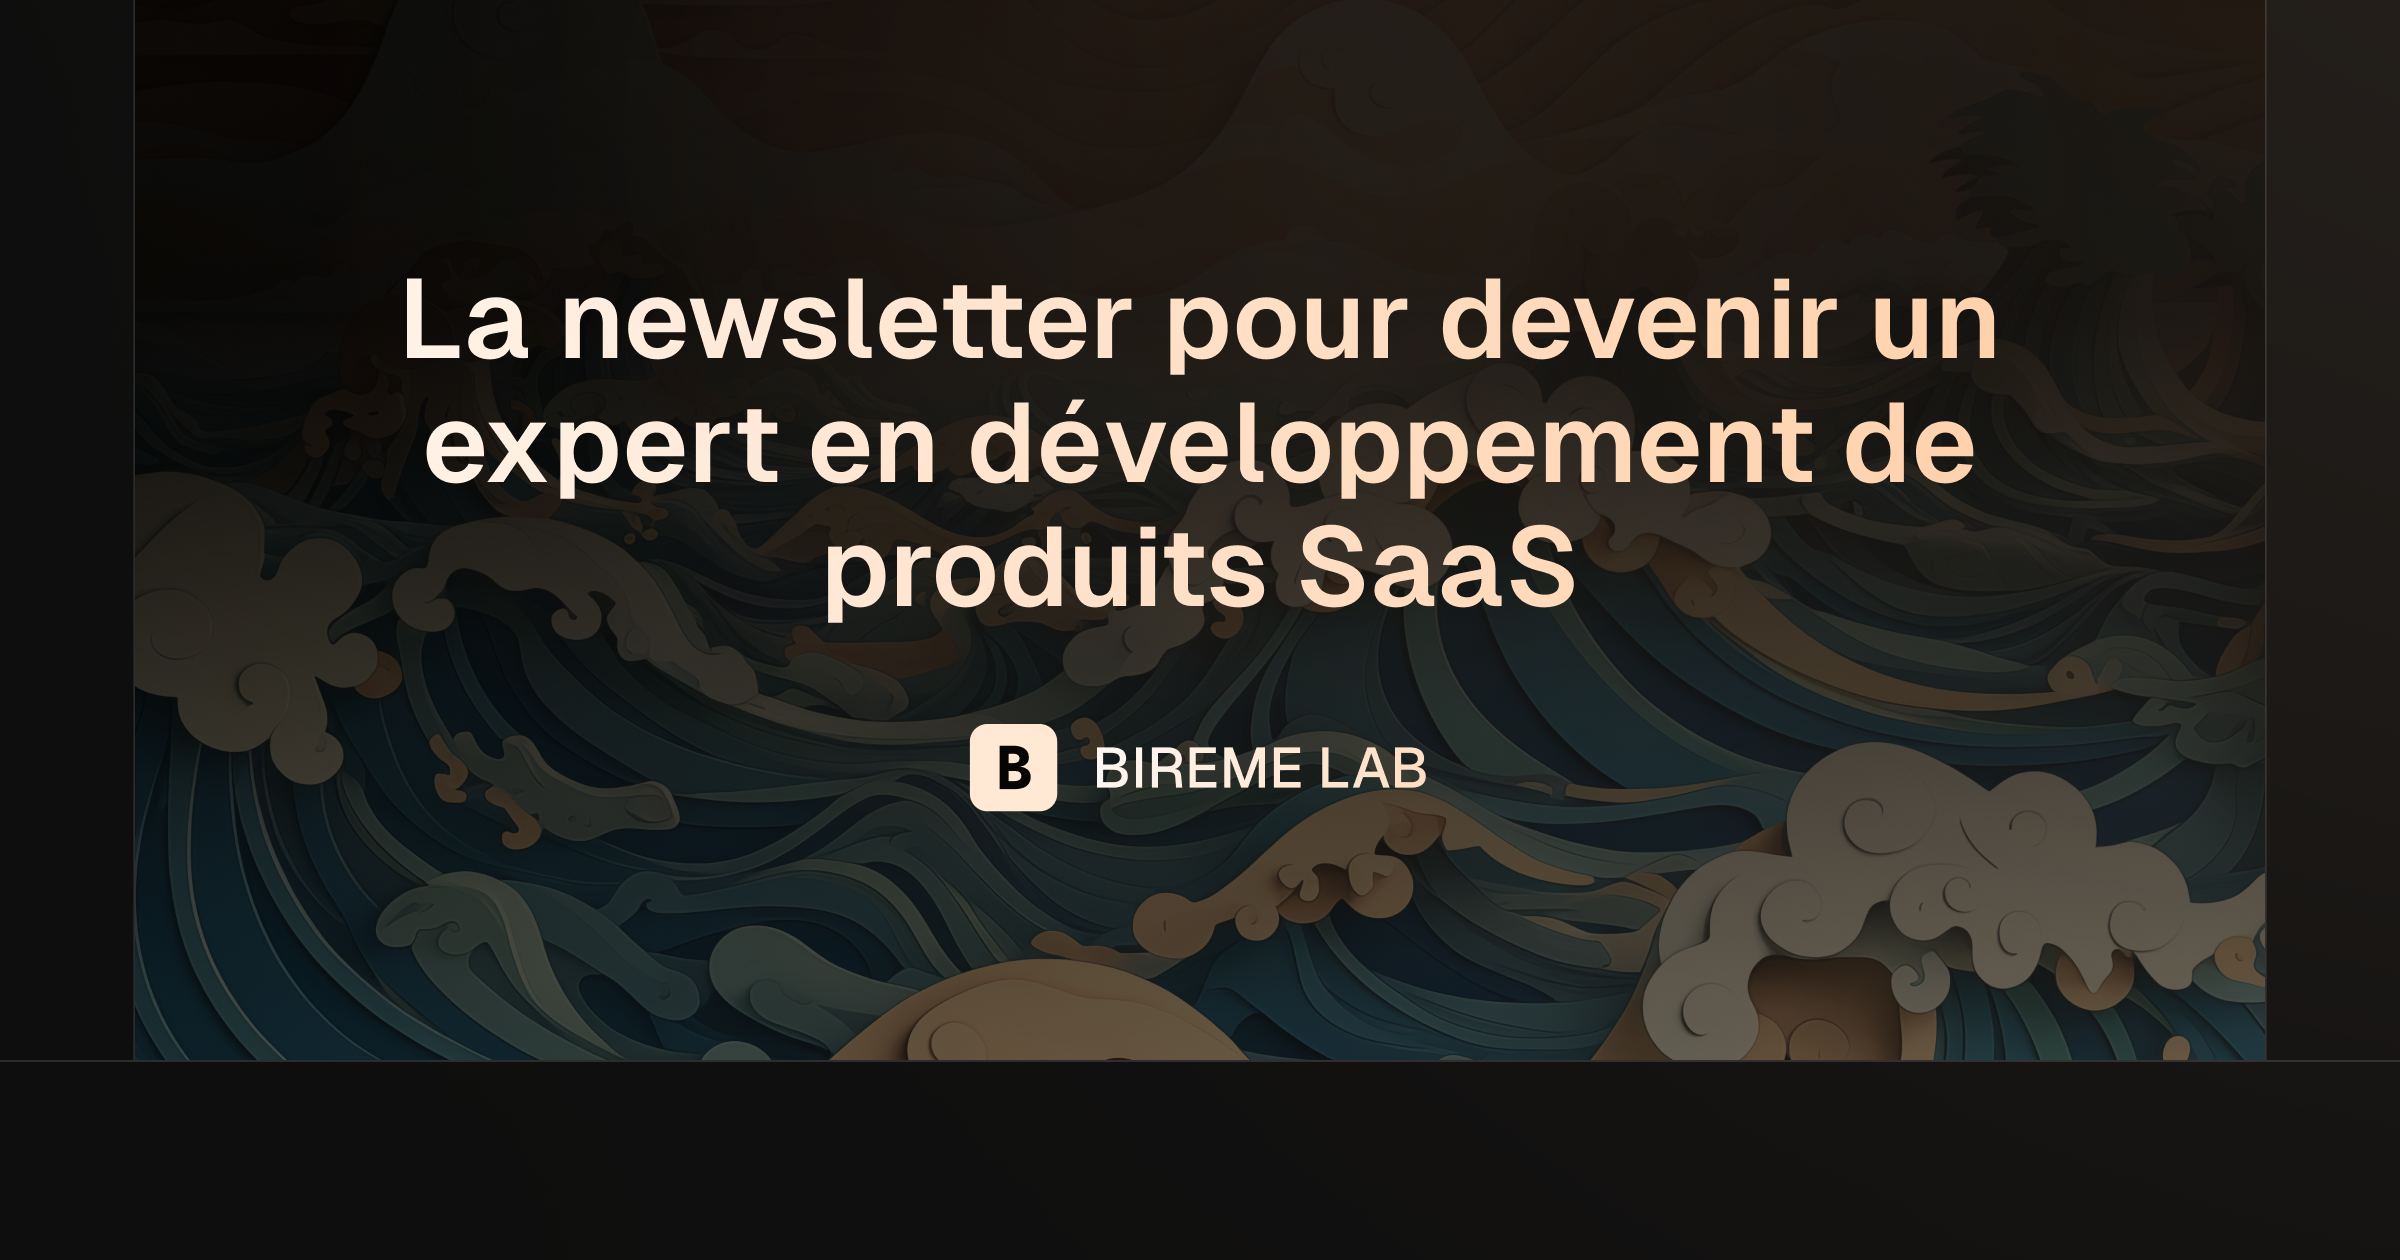 La newsletter pour devenir un
expert en développement de
produits SaaS
B BIREME LAB